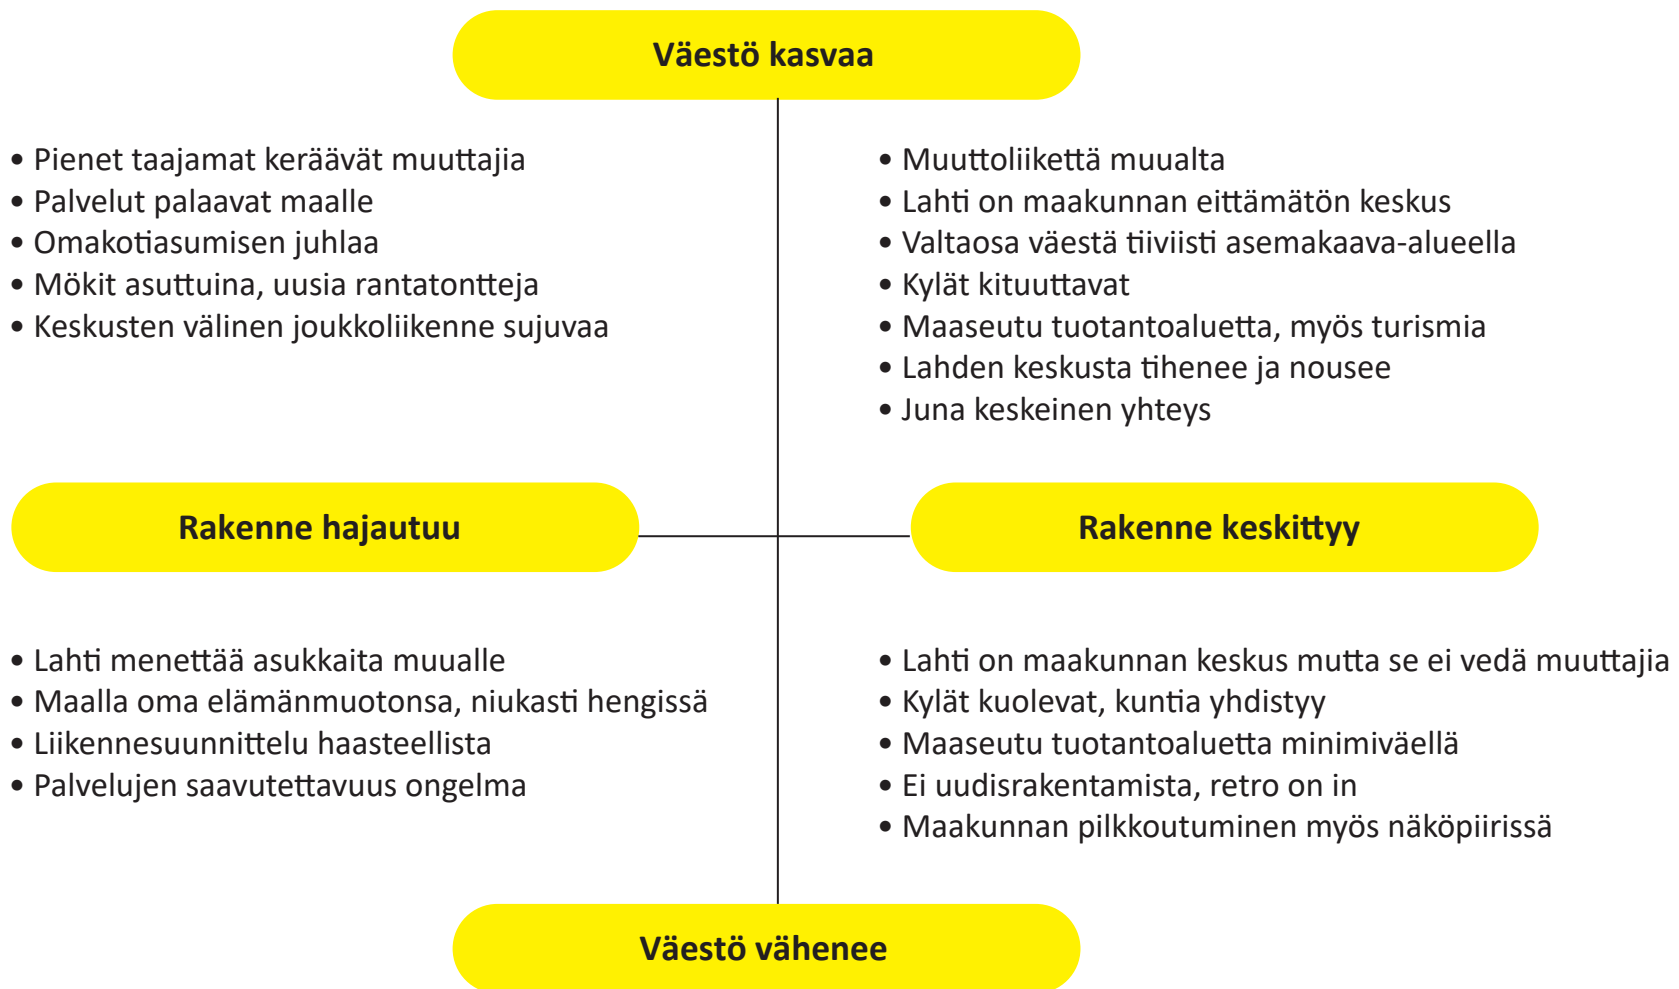 Väestö kasvaa
• Pienet taajamat keräävät muuttajia
• Palvelut palaavat maalle
• Omakotiasumisen juhlaa
• Mökit asuttuina, uusia rantatontteja
• Keskusten välinen joukkoliikenne sujuvaa
• Muuttoliikettä muualta
• Lahti on maakunnan eittämätön keskus
• Valtaosa väestä tiiviisti asemakaava-alueella
• Kylät kituuttavat
• Maaseutu tuotantoaluetta, myös turismia
• Lahden keskusta tihenee ja nousee
• Juna keskeinen yhteys
Rakenne hajautuu
Rakenne keskittyy
• Lahti menettää asukkaita muualle
• Maalla oma elämänmuotonsa, niukasti hengissä
• Liikennesuunnittelu haasteellista
• Palvelujen saavutettavuus ongelma
• Lahti on maakunnan keskus mutta se ei vedä muuttajia
• Kylät kuolevat, kuntia yhdistyy
• Maaseutu tuotantoaluetta minimiväellä
• Ei uudisrakentamista, retro on in
• Maakunnan pilkkoutuminen myös näköpiirissä
Väestö vähenee